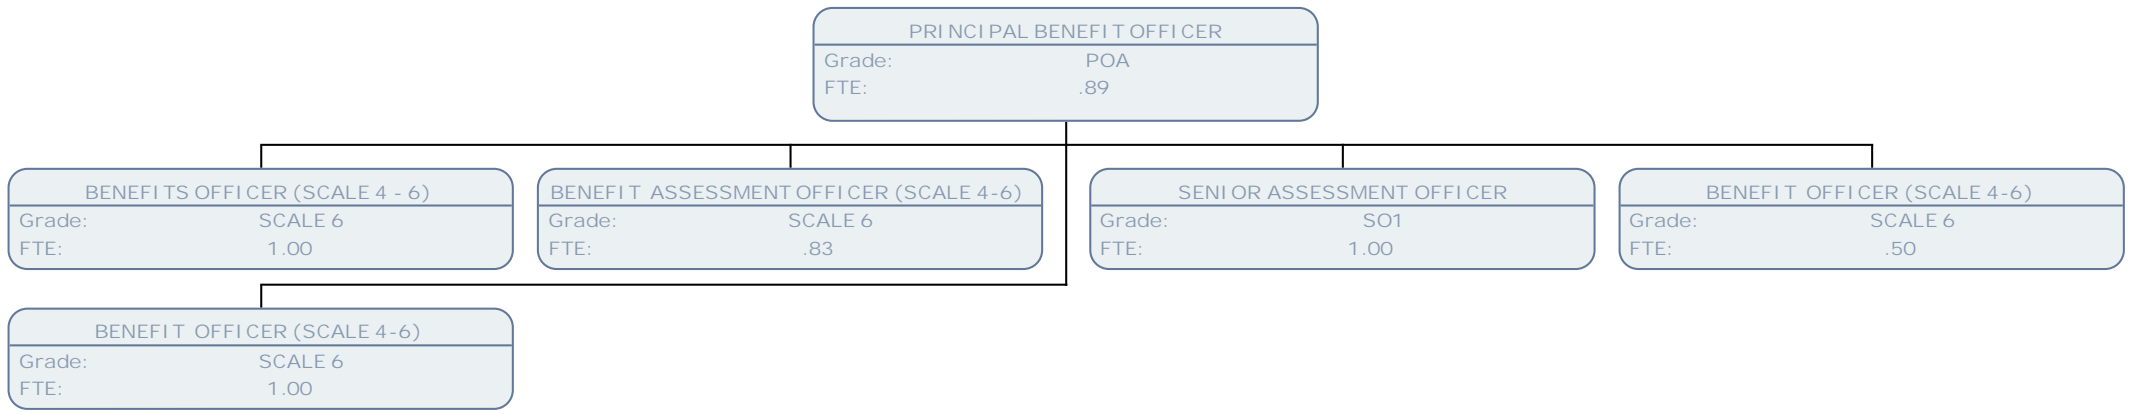 PRINCIPAL BENEFIT OFFICER
Grade: POA
FTE: .89
BENEFITS OFFICER (SCALE 4 - 6)
Grade: SCALE 6
FTE: 1.00
BENEFIT ASSESSMENT OFFICER (SCALE 4-6)
Grade: SCALE 6
FTE: .83
SENIOR ASSESSMENT OFFICER
Grade: SO1
FTE: 1.00
BENEFIT OFFICER (SCALE 4-6)
Grade: SCALE 6
FTE: .50
BENEFIT OFFICER (SCALE 4-6)
Grade: SCALE 6
FTE: 1.00